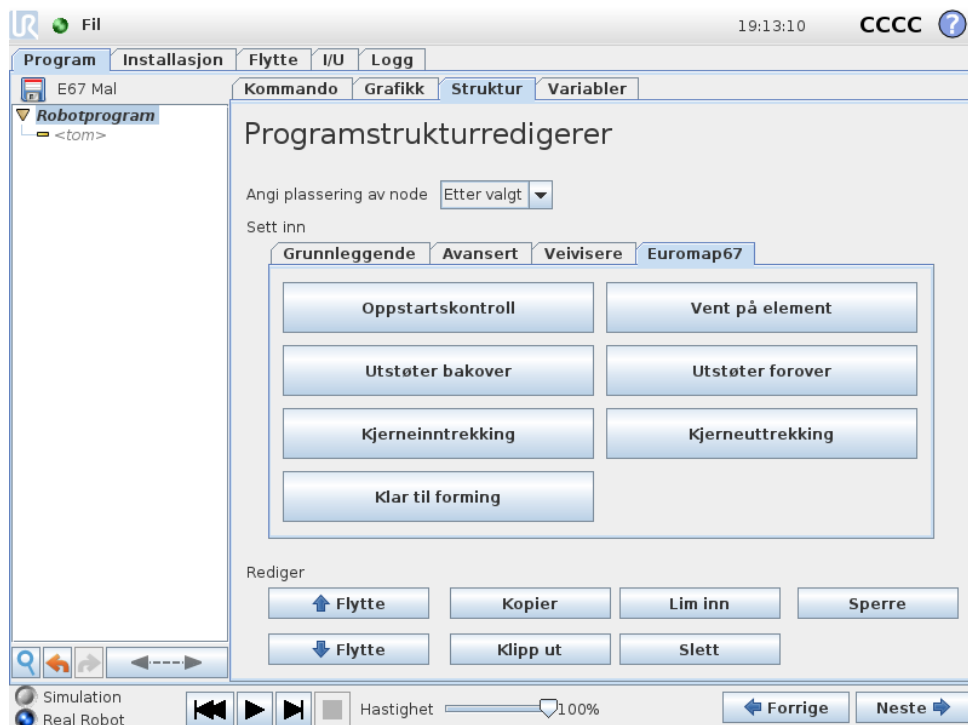 UR Fil 19:13:10 CCCC ?
Program Installasjon Flytte I/U Logg
E67 Mal Kommando Grafikk Struktur Variabler
Robotprogram
<tom>
Programstrukturredigerer
Angi plassering av node Etter valgt
Sett inn
Grunnleggende Avansert Veivisere Euromap67
Oppstartskontroll Vent på element
Utstøter bakover Utstøter forover
Kjerneinntrekking Kjerneuttrekking
Klar til forming
Rediger
Flytte Kopier Lim inn Sperre
Flytte Klipp ut Slett
Simulation
Real Robot
Hastighet 100% Forrige Neste